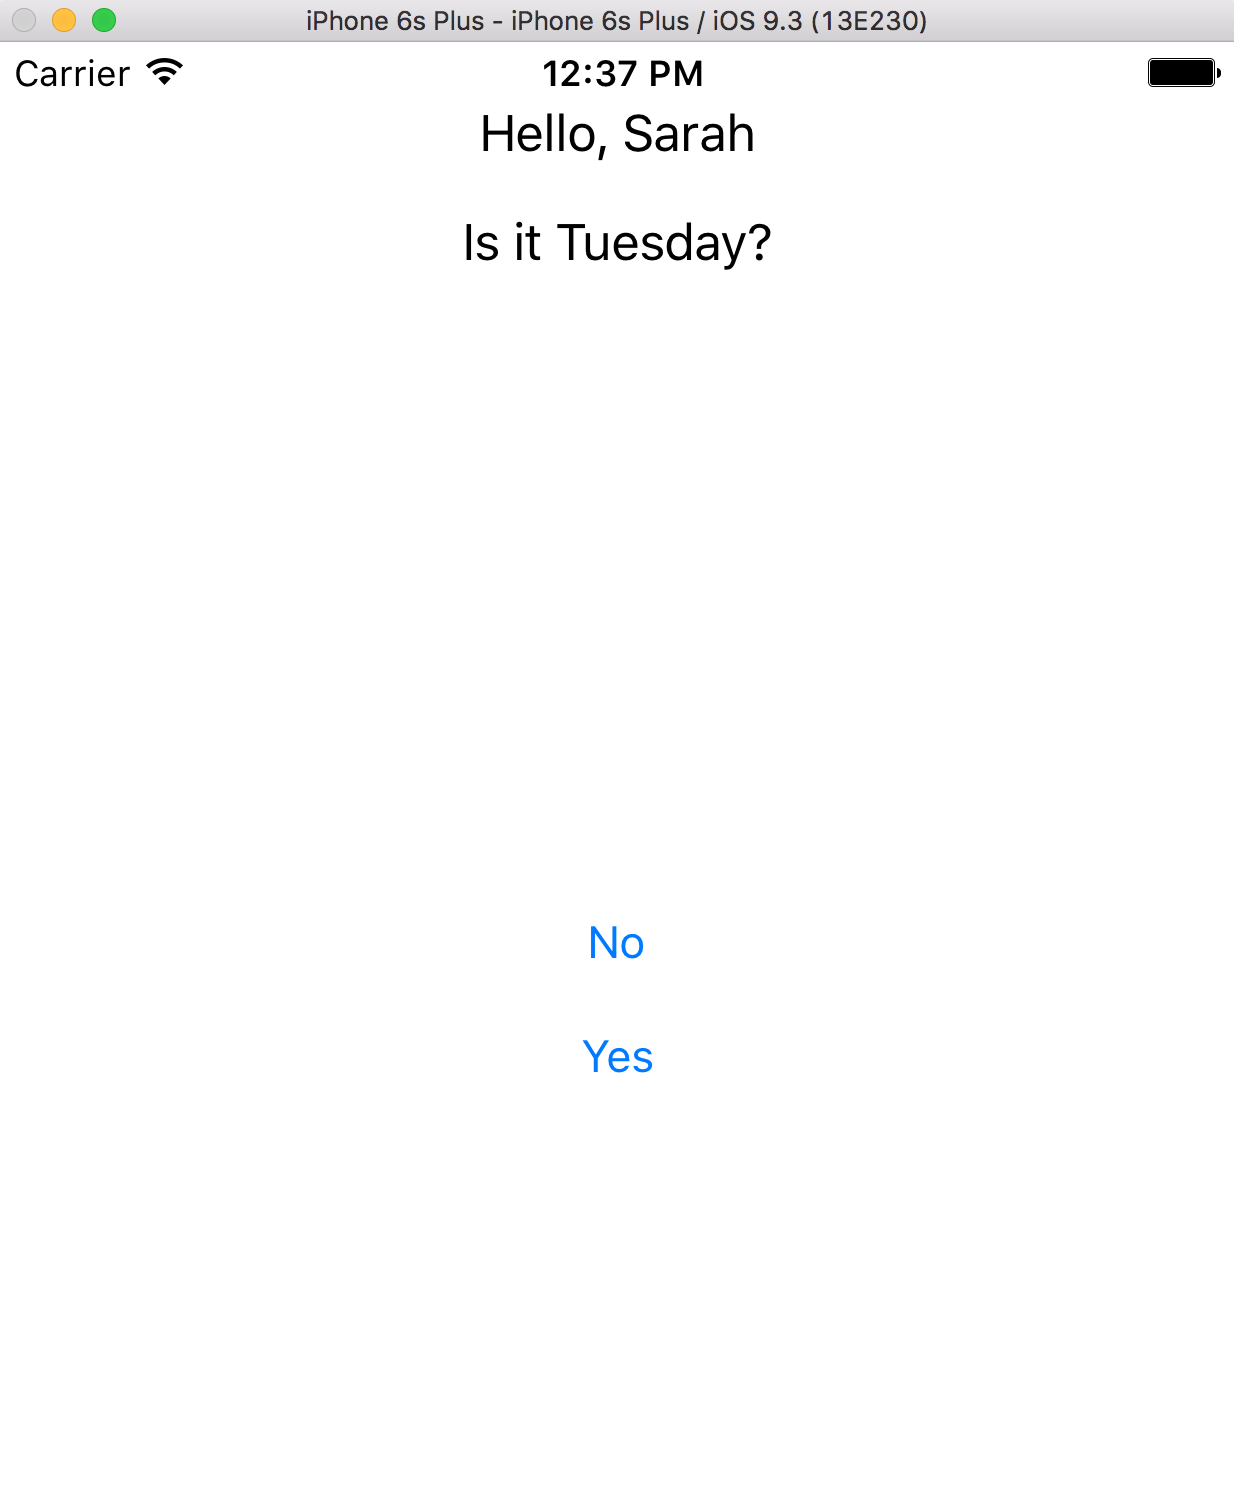 iPhone 6s Plus - iPhone 6s Plus / iOS 9.3 (13E230)
Carrier 12:37 PM
Hello, Sarah
Is it Tuesday?
No
Yes